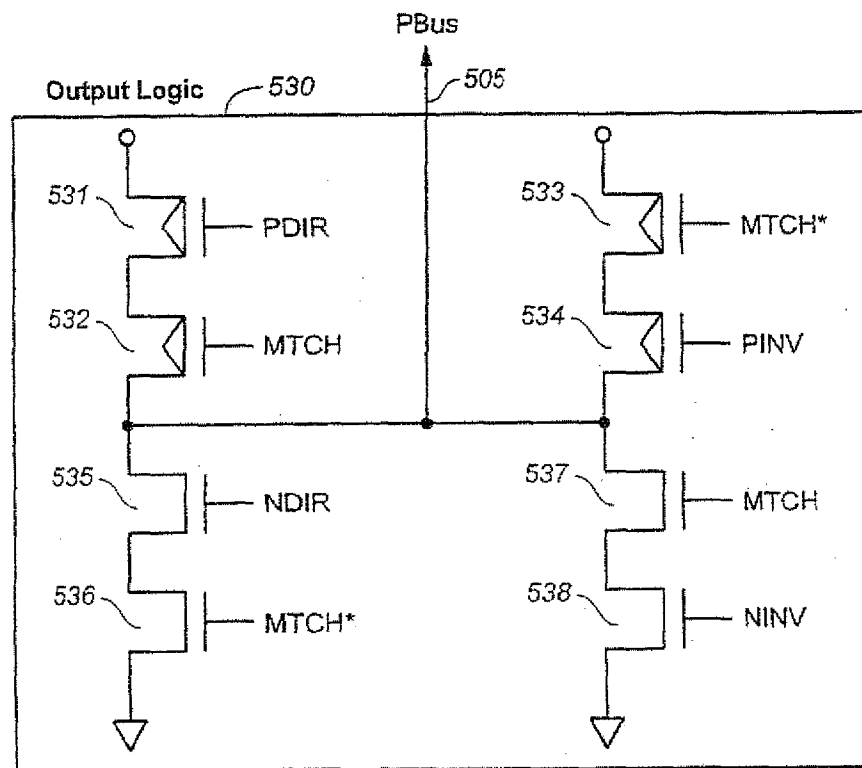 PBus
505
Output Logic
530
531
PDIR
533
MTCH*
532
MTCH
534
PINV
535
NDIR
537
MTCH
536
MTCH*
538
NINV